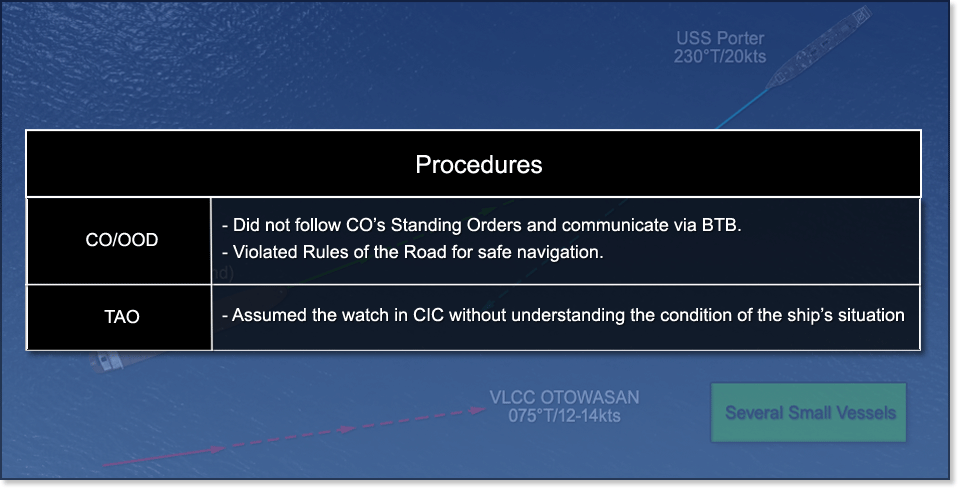 USS Porter
230°T/20kts
Procedures
CO/OOD
- Did not follow CO's Standing Orders and communicate via BTB.
- Violated Rules of the Road for safe navigation.
TAO
- Assumed the watch in CIC without understanding the condition of the ship's situation
VLCC OTOWASAN
075°T/12-14kts
Several Small Vessels